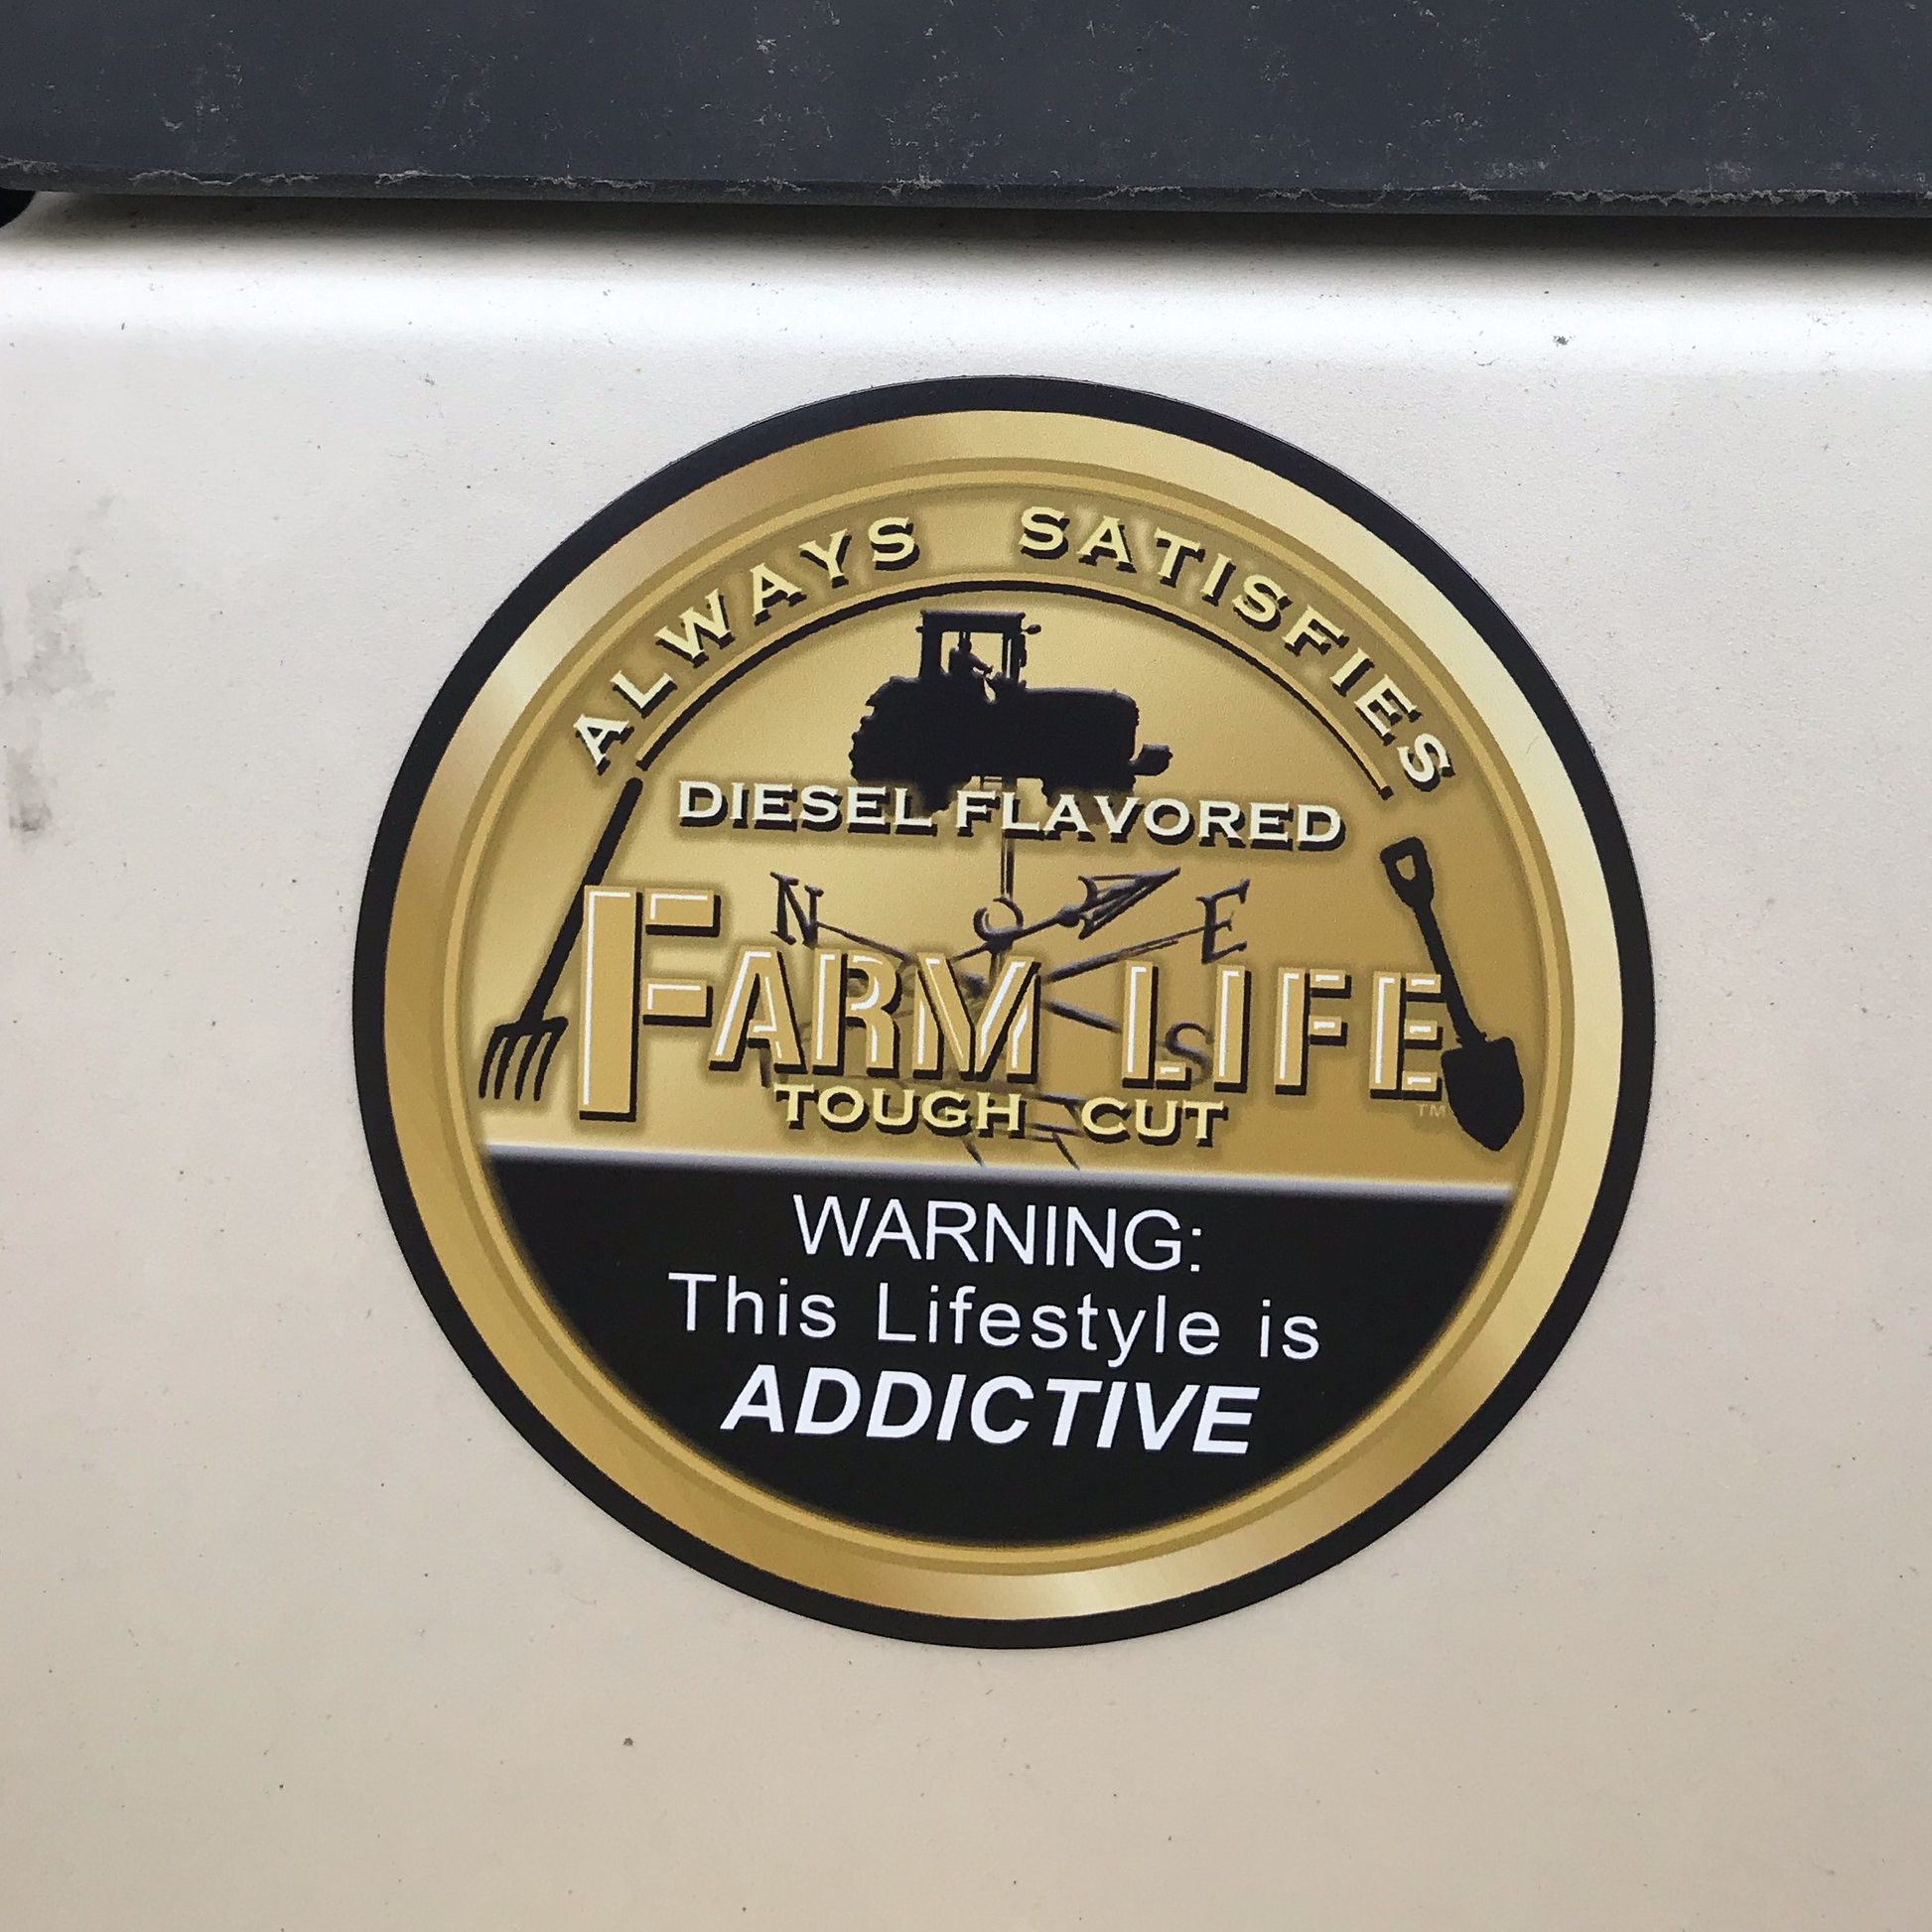 ALWAYS SATISFIES
DIESEL FLAVORED
N E
FARM LIFE
S
TM
TOUGH CUT
WARNING:
This Lifestyle is
ADDICTIVE